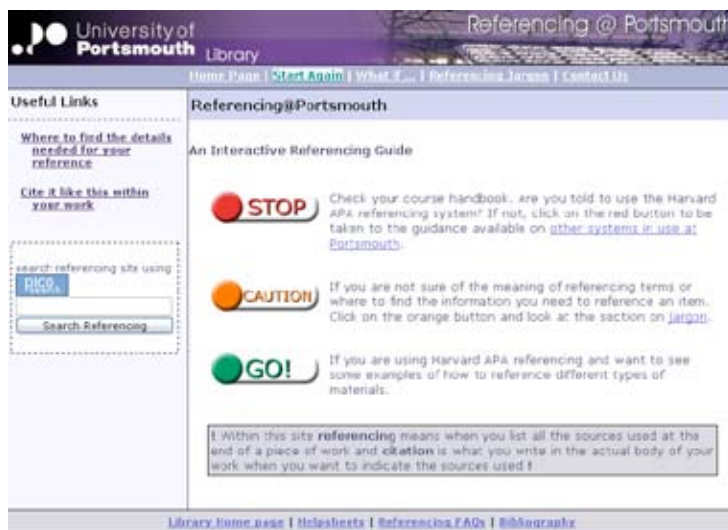 University of
Portsmouth
Library
Referencing @ Portsmouth
Home Page | Start Again | What if... | Referencing Jargon | Contact Us
Useful Links
Where to find the details
needed for your
reference
Cite it like this within
your work
search referencing site using
pico
Search Referencing
Referencing@Portsmouth
An Interactive Referencing Guide
STOP
Check your course handbook. Are you told to use the Harvard
APA referencing system? If not, click on the red button to be
taken to the guidance available on other systems in use at
Portsmouth.
CAUTION
If you are not sure of the meaning of referencing terms or
where to find the information you need to reference an item.
Click on the orange button and look at the section on jargon.
GO!
If you are using Harvard APA referencing and want to see
some examples of how to reference different types of
materials.
! Within this site referencing means when you list all the sources used at the
end of a piece of work and citation is what you write in the actual body of your
work when you want to indicate the sources used !
Library Home page | Helpsheets | Referencing FAQs | Bibliography